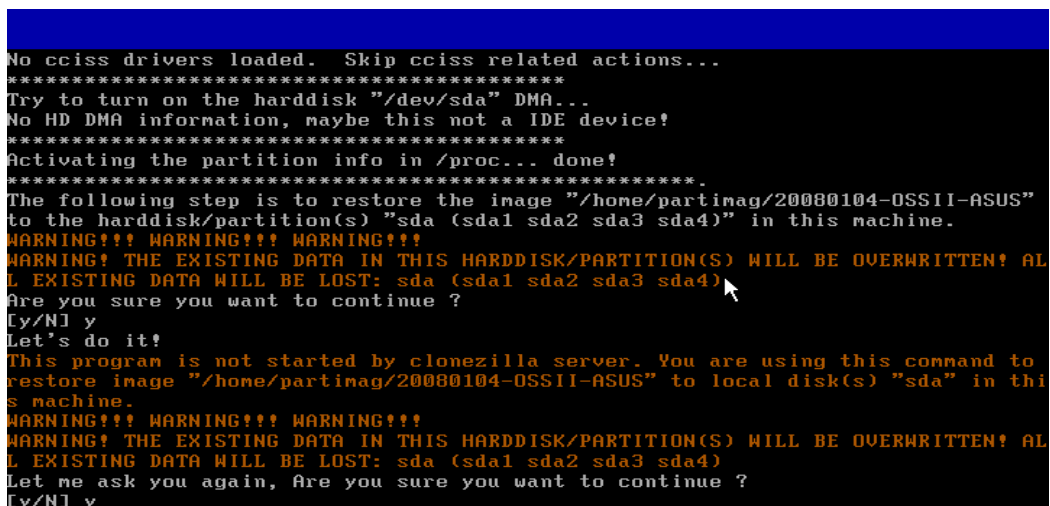 No cciss drivers loaded.  Skip cciss related actions...
*******************************************
Try to turn on the harddisk "/dev/sda" DMA...
No HD DMA information, maybe this not a IDE device!
*******************************************
Activating the partition info in /proc... done!
*****************************************************.
The following step is to restore the image "/home/partimag/20080104-OSSII-ASUS"
to the harddisk/partition(s) "sda (sda1 sda2 sda3 sda4)" in this machine.
WARNING!!! WARNING!!! WARNING!!!
WARNING! THE EXISTING DATA IN THIS HARDDISK/PARTITION(S) WILL BE OVERWRITTEN! AL
L EXISTING DATA WILL BE LOST: sda (sda1 sda2 sda3 sda4)
Are you sure you want to continue ?
[y/N] y
Let's do it!
This program is not started by clonezilla server. You are using this command to
restore image "/home/partimag/20080104-OSSII-ASUS" to local disk(s) "sda" in thi
s machine.
WARNING!!! WARNING!!! WARNING!!!
WARNING! THE EXISTING DATA IN THIS HARDDISK/PARTITION(S) WILL BE OVERWRITTEN! AL
L EXISTING DATA WILL BE LOST: sda (sda1 sda2 sda3 sda4)
Let me ask you again, Are you sure you want to continue ?
[y/N] y